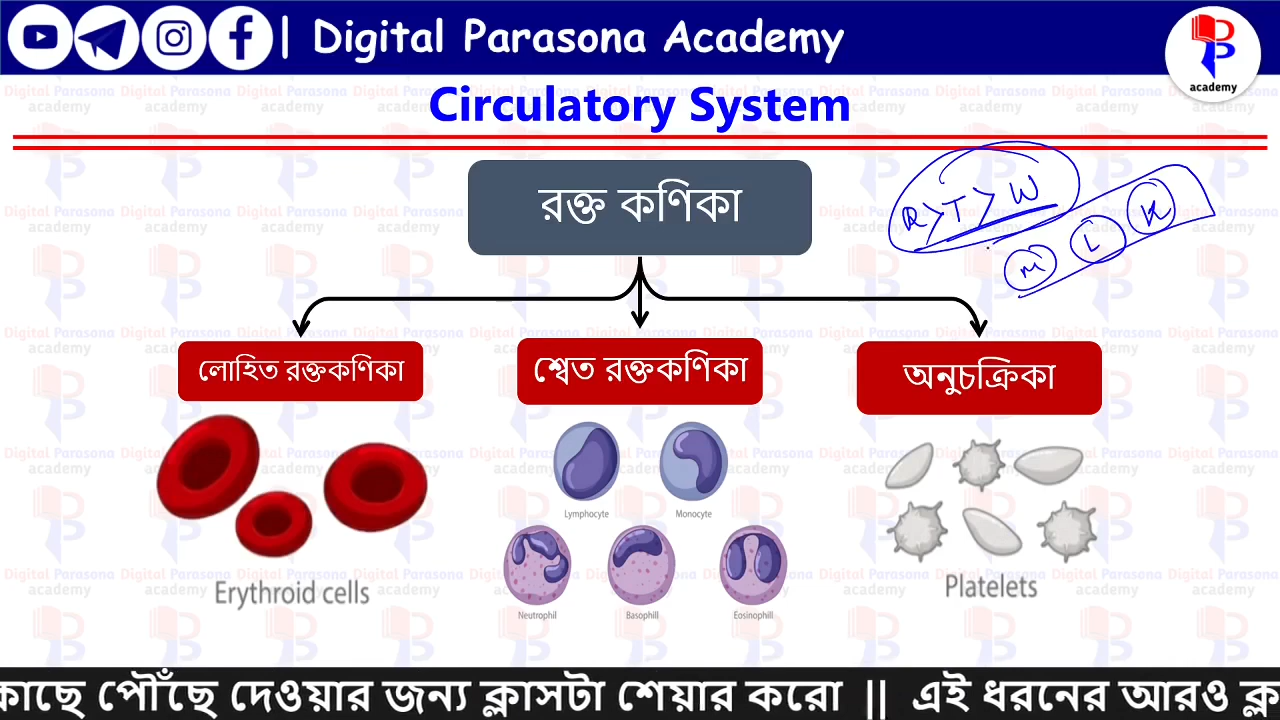 | Digital Parasona Academy
academy
Circulatory System
রক্ত কণিকা
R > T > W
M L K
লোহিত রক্তকণিকা
শ্বেত রক্তকণিকা
অনুচক্রিকা
Lymphocyte
Monocyte
Neutrophil
Basophill
Eosinophill
Erythroid cells
Platelets
কাছে পৌঁছে দেওয়ার জন্য ক্লাসটা শেয়ার করো || এই ধরনের আরও